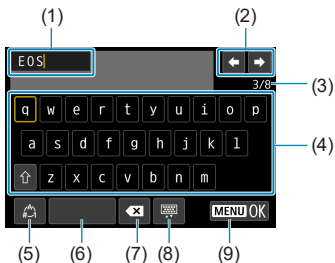 (1) (2)
EOS
3/8 (3)
q w e r t y u i o p
a s d f g h j k l (4)
z x c v b n m
MENU OK
(5) (6) (7) (8) (9)